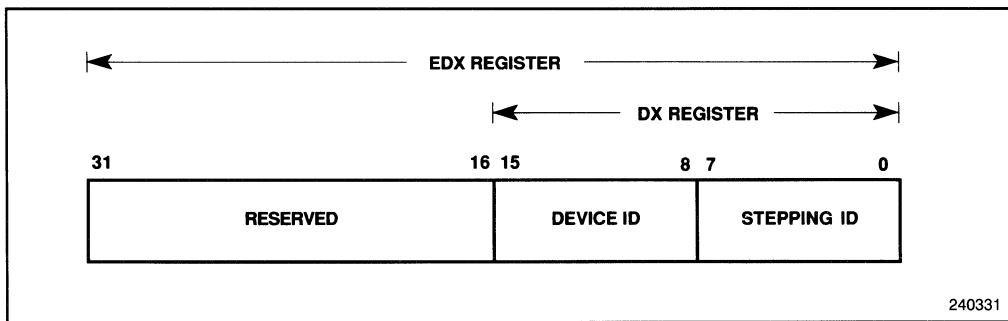 EDX REGISTER
DX REGISTER
31 16 15 8 7 0
RESERVED DEVICE ID STEPPING ID
240331